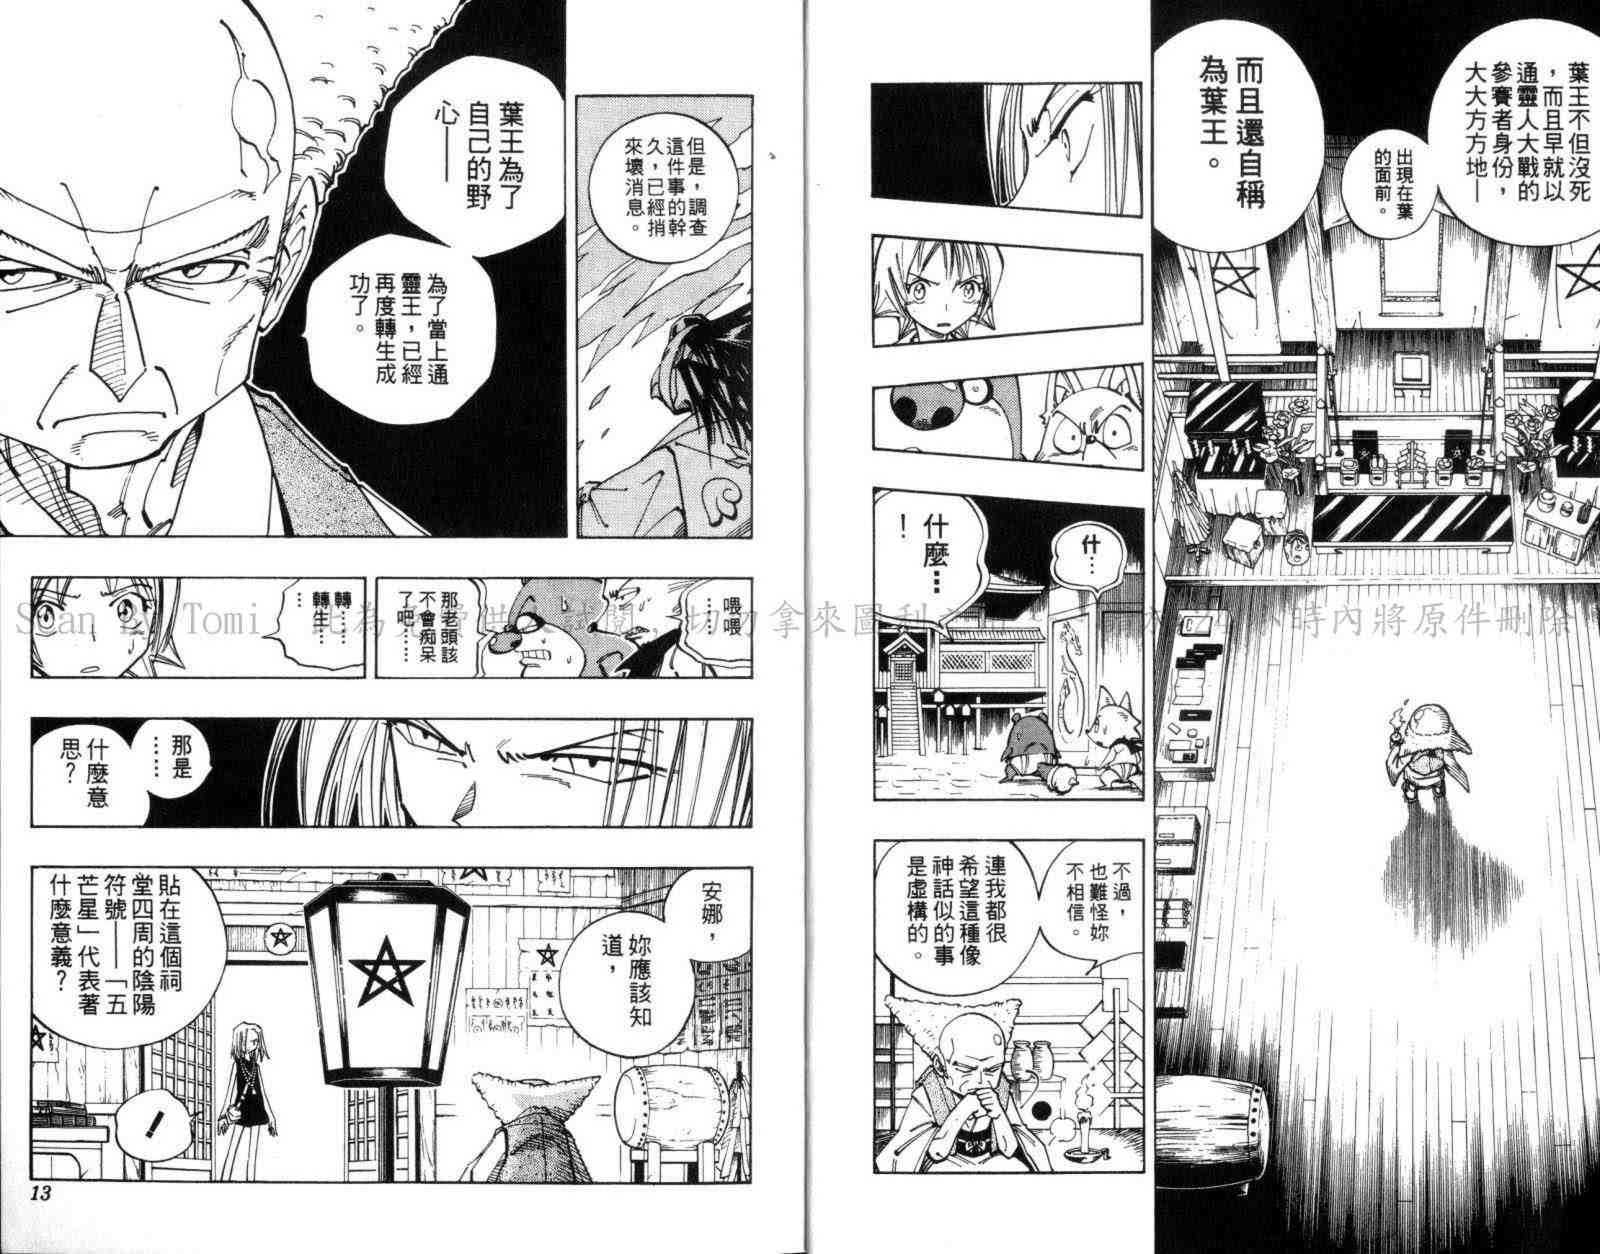 葉王不但沒死
，而且早就以
通靈人大戰的
參賽者身份，
大大方方地—
出現在葉
的面前。
而且還自稱
為葉王。
什…
什麼…
！
不過，
也難怪妳
不相信。
連我都很
希望這種像
神話似的事
是虛構的。
但是，調查
這件事的幹
久，已經捎
來壞消息。
葉王為了
自己的野
心——
為了當上通
靈王，已經
再度轉生成
功了。
喂喂
……
那老頭該
不會痴呆
了吧……
轉……
轉生……
那是
……
什麼意
思？
安娜，
妳應該知
道，
貼在這個祠
堂四周的陰陽
符號——「五
芒星」代表著
什麼意義？
！
13
Scan by Tomi